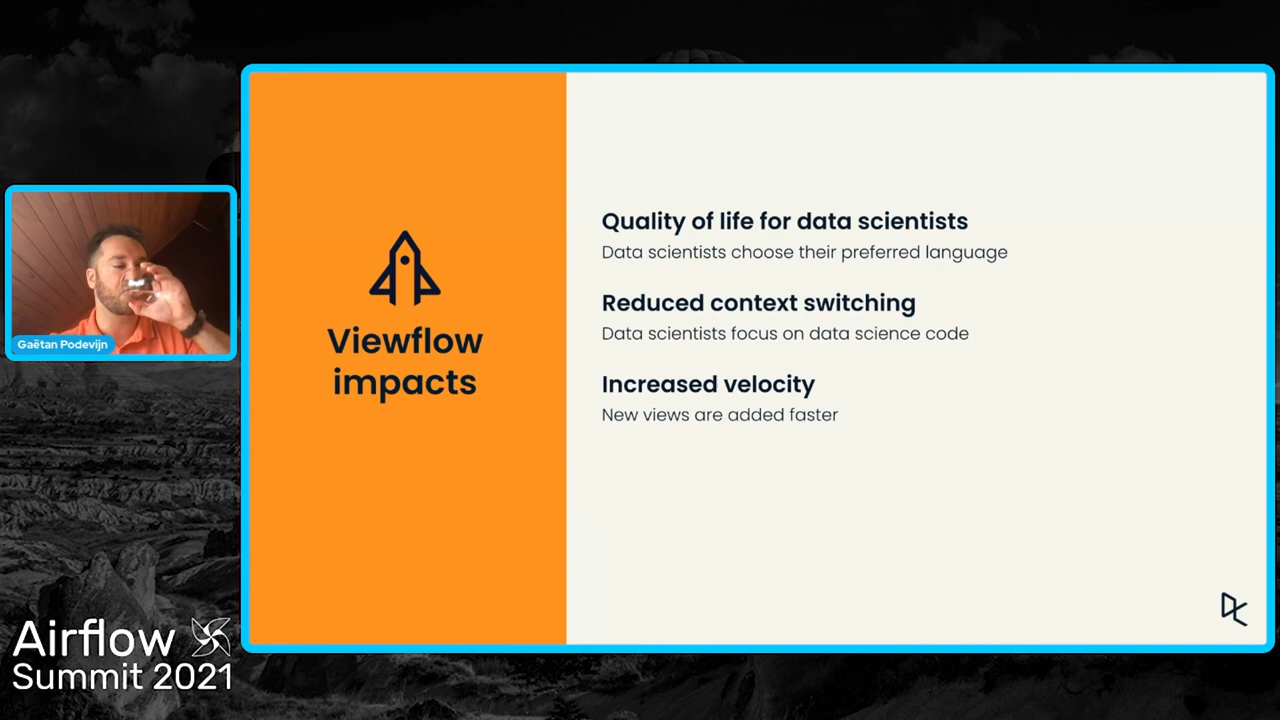 Gaëtan Podevijn
Viewflow
impacts
Quality of life for data scientists
Data scientists choose their preferred language
Reduced context switching
Data scientists focus on data science code
Increased velocity
New views are added faster
Airflow
Summit 2021